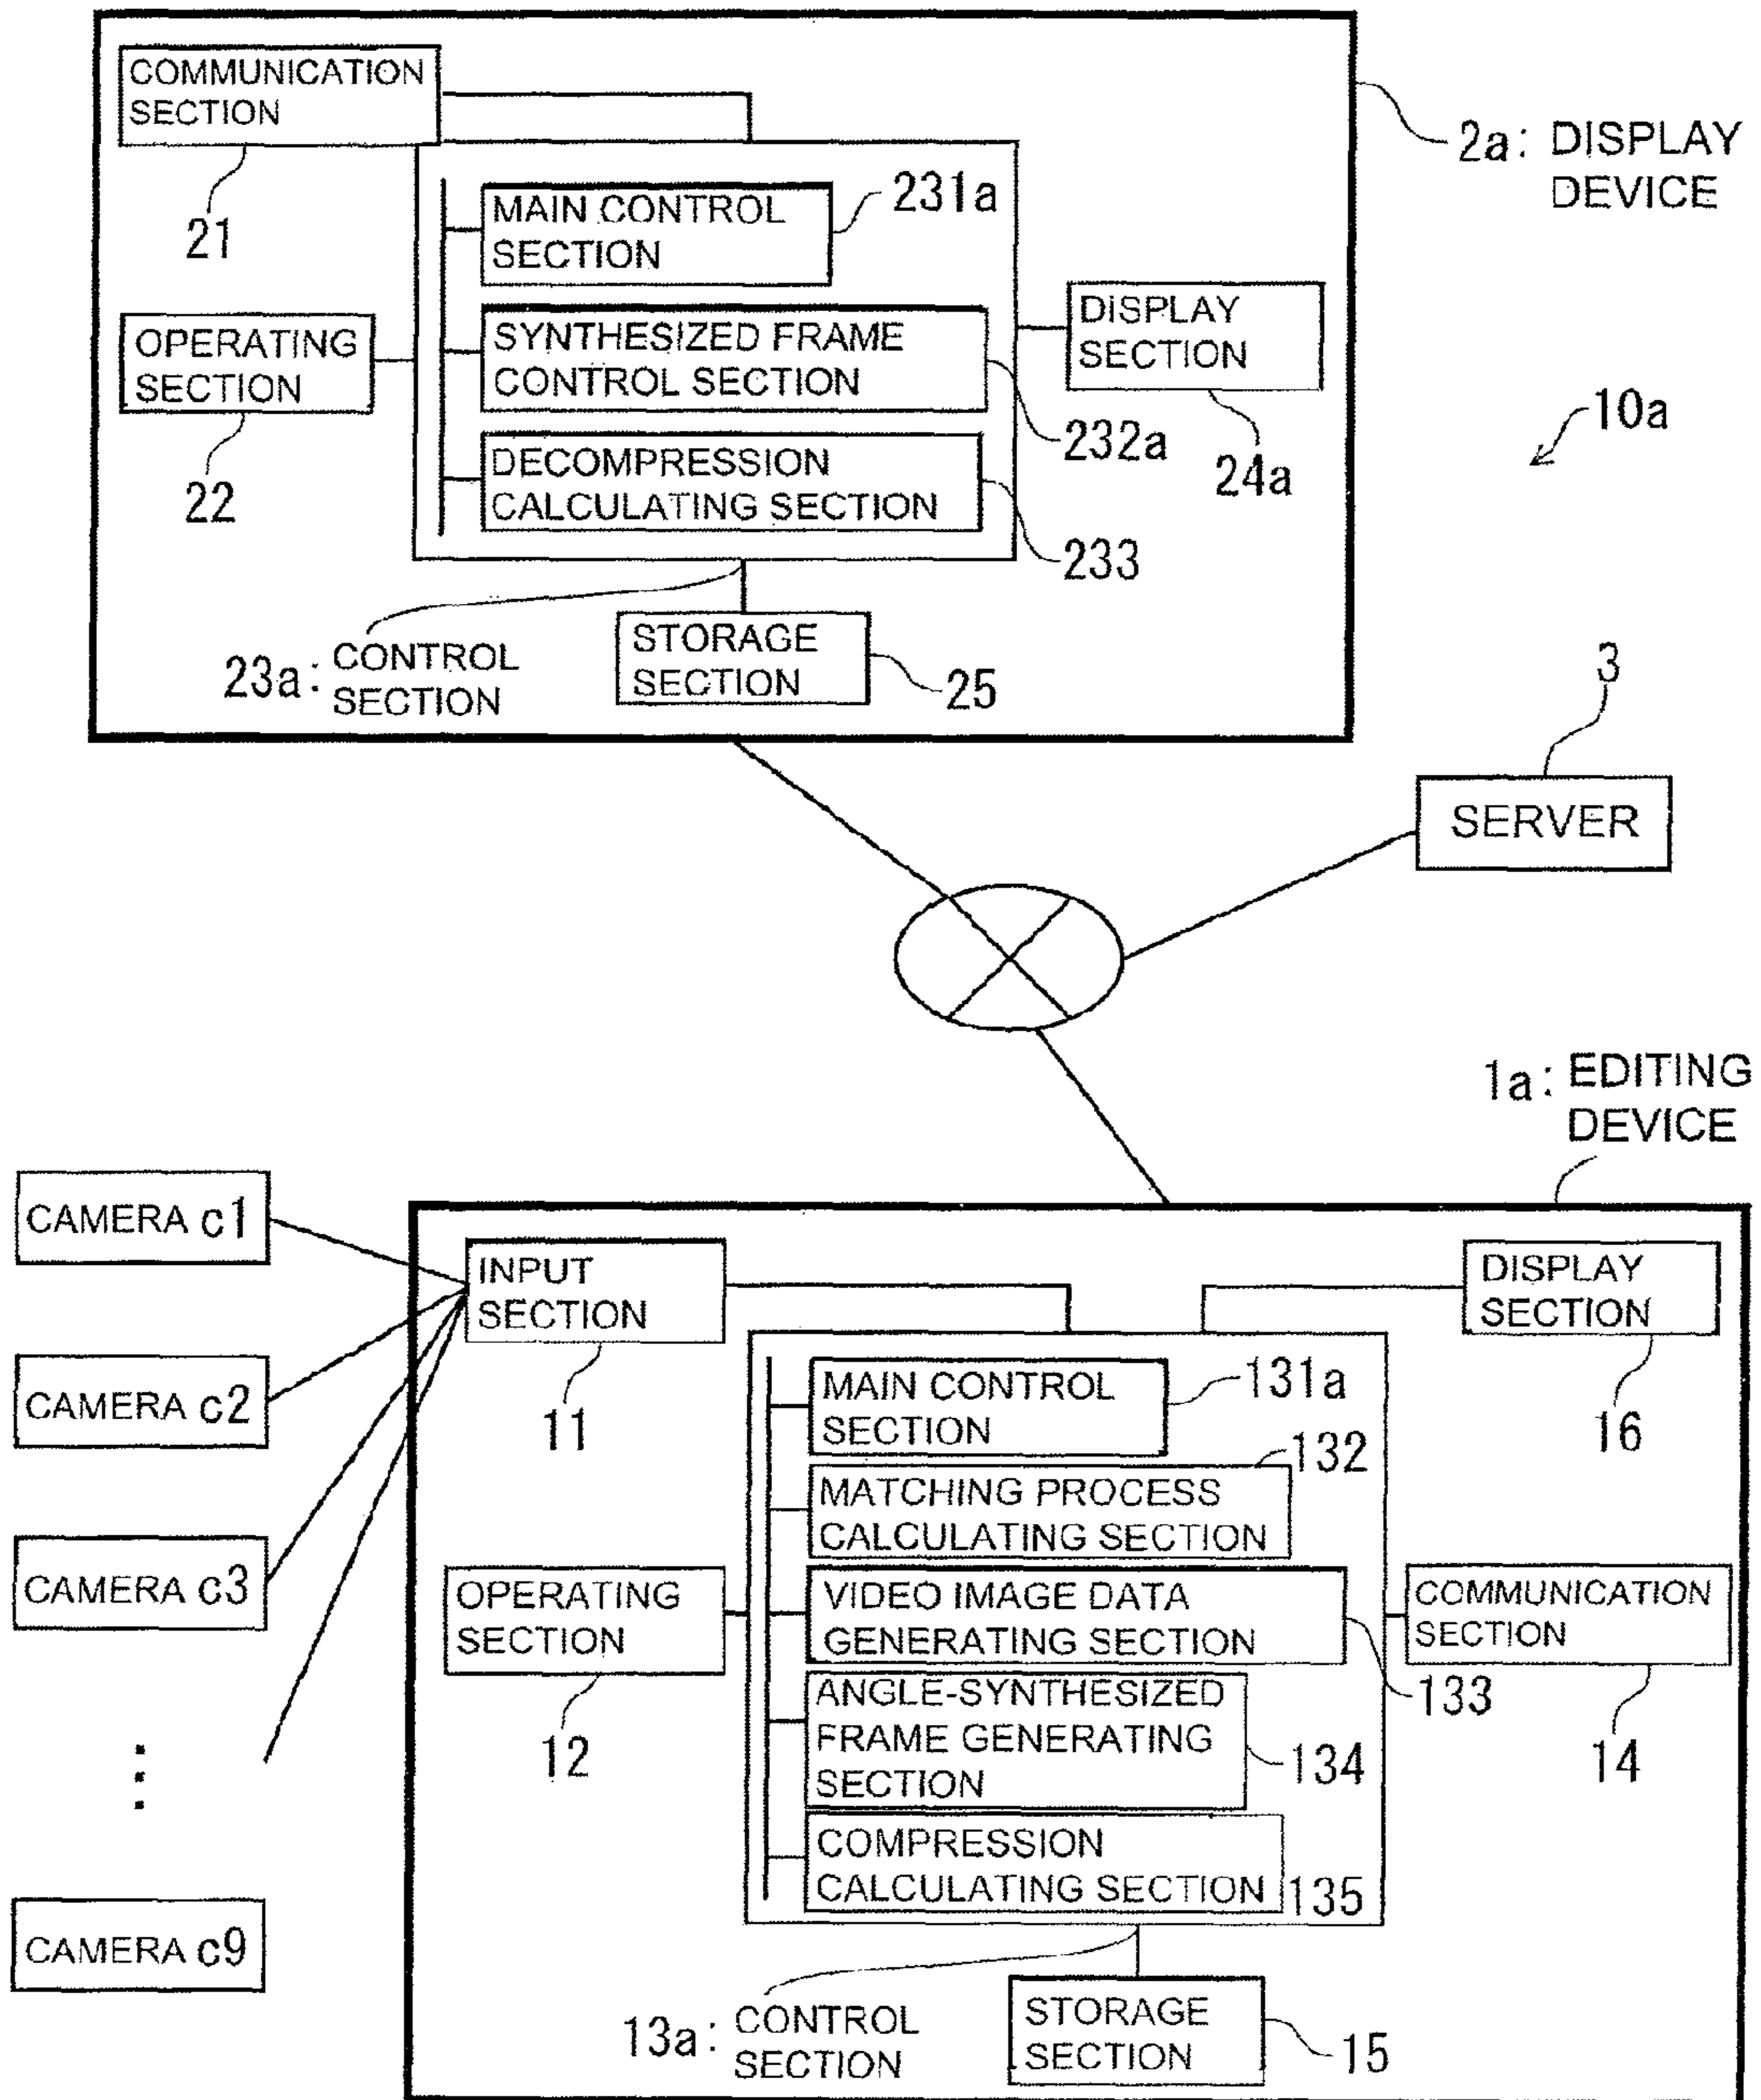 COMMUNICATION
SECTION
21
2a: DISPLAY
DEVICE
MAIN CONTROL
SECTION
231a
OPERATING
SECTION
22
SYNTHESIZED FRAME
CONTROL SECTION
232a
DISPLAY
SECTION
24a
10a
DECOMPRESSION
CALCULATING SECTION
233
23a: CONTROL
SECTION
STORAGE
SECTION
25
3
SERVER
1a: EDITING
DEVICE
CAMERA c1
CAMERA c2
CAMERA c3
CAMERA c9
INPUT
SECTION
11
DISPLAY
SECTION
16
MAIN CONTROL
SECTION
131a
132
MATCHING PROCESS
CALCULATING SECTION
OPERATING
SECTION
12
VIDEO IMAGE DATA
GENERATING SECTION
133
COMMUNICATION
SECTION
14
ANGLE-SYNTHESIZED
FRAME GENERATING
SECTION
134
COMPRESSION
CALCULATING SECTION
135
13a: CONTROL
SECTION
STORAGE
SECTION
15